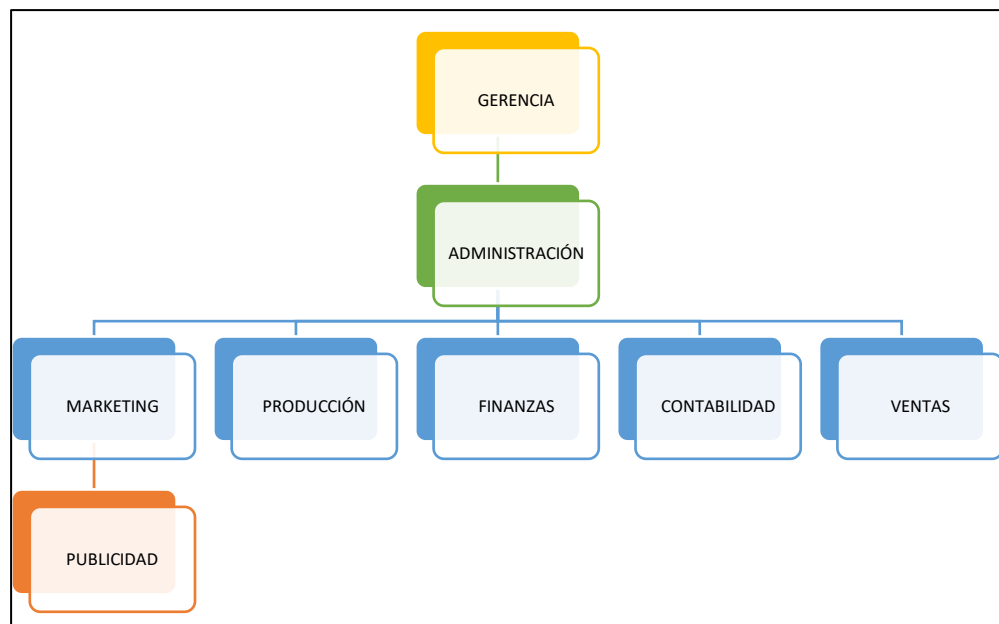 GERENCIA
ADMINISTRACIÓN
MARKETING
PRODUCCIÓN
FINANZAS
CONTABILIDAD
VENTAS
PUBLICIDAD